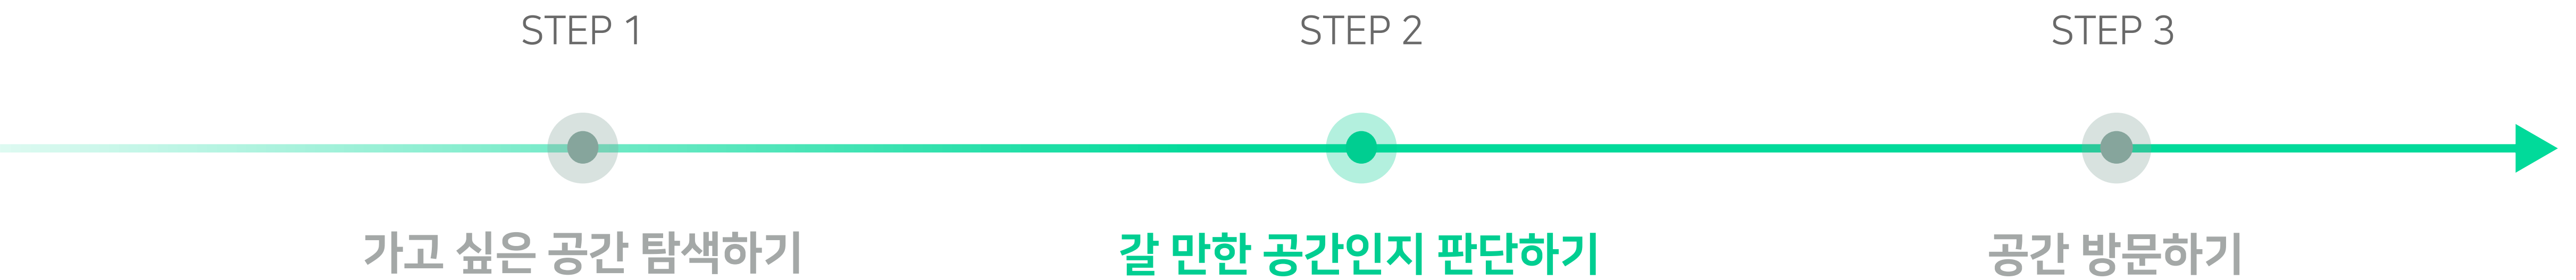 STEP 1
STEP 2
STEP 3
가고 싶은 공간 탐색하기
갈 만한 공간인지 판단하기
공간 방문하기